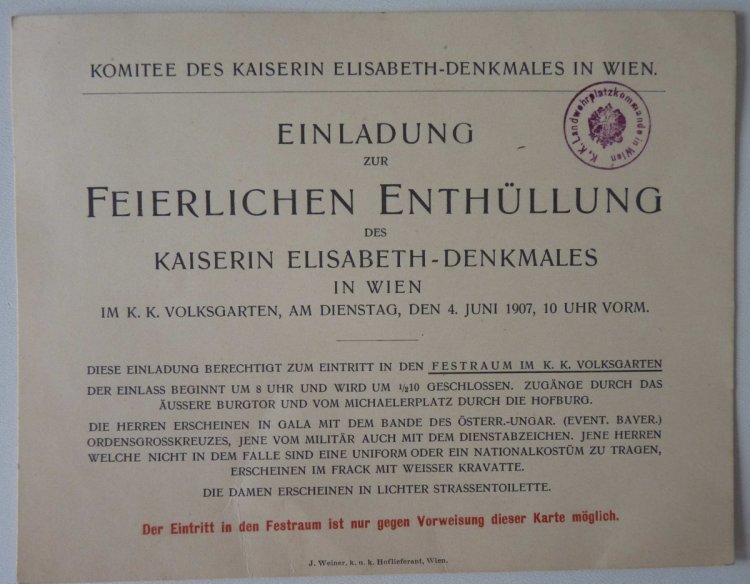 KOMITEE DES KAISERIN ELISABETH-DENKMALES IN WIEN.
K. K. Landwehrplatzkommando in Wien
EINLADUNG
ZUR
FEIERLICHEN ENTHÜLLUNG
DES
KAISERIN ELISABETH-DENKMALES
IN WIEN
IM K. K. VOLKSGARTEN, AM DIENSTAG, DEN 4. JUNI 1907, 10 UHR VORM.
DIESE EINLADUNG BERECHTIGT ZUM EINTRITT IN DEN FESTRAUM IM K. K. VOLKSGARTEN
DER EINLASS BEGINNT UM 8 UHR UND WIRD UM 1/210 GESCHLOSSEN. ZUGÄNGE DURCH DAS
ÄUSSERE BURGTOR UND VOM MICHAELERPLATZ DURCH DIE HOFBURG.
DIE HERREN ERSCHEINEN IN GALA MIT DEM BANDE DES ÖSTERR.-UNGAR. (EVENT. BAYER.)
ORDENSGROSSKREUZES, JENE VOM MILITÄR AUCH MIT DEM DIENSTABZEICHEN. JENE HERREN
WELCHE NICHT IN DEM FALLE SIND EINE UNIFORM ODER EIN NATIONALKOSTÜM ZU TRAGEN,
ERSCHEINEN IM FRACK MIT WEISSER KRAVATTE.
DIE DAMEN ERSCHEINEN IN LICHTER STRASSENTOILETTE.
Der Eintritt in den Festraum ist nur gegen Vorweisung dieser Karte möglich.
J. Weiner, k. u. k. Hoflieferant, Wien.